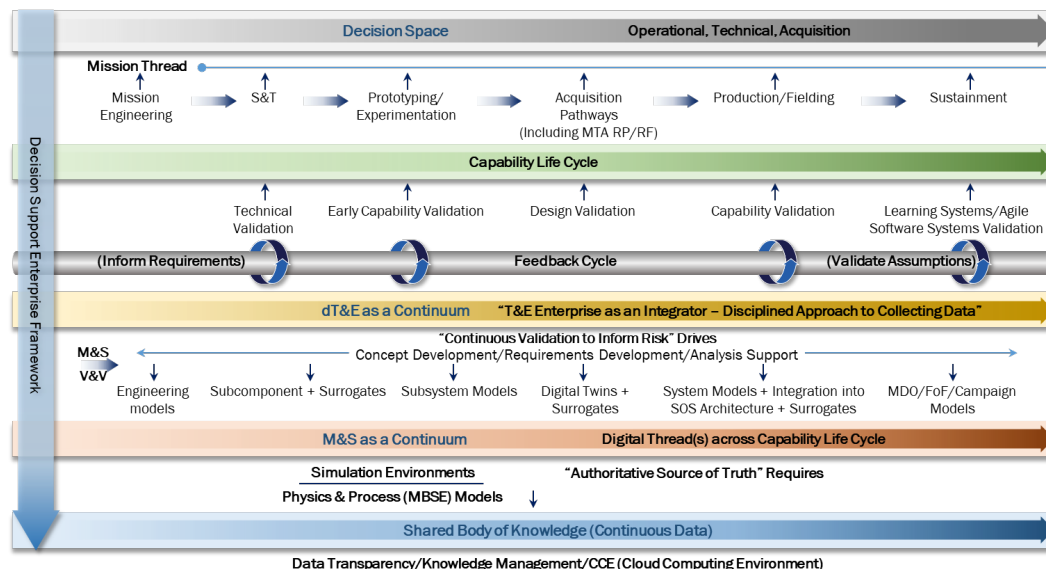 Decision Space Operational, Technical, Acquisition
Mission Thread
Mission
Engineering
S&T
Prototyping/
Experimentation
Acquisition
Pathways
(Including MTA RP/RF)
Production/Fielding
Sustainment
Decision Support Enterprise Framework
Capability Life Cycle
Technical
Validation
Early Capability Validation
Design Validation
Capability Validation
Learning Systems/Agile
Software Systems Validation
(Inform Requirements) Feedback Cycle (Validate Assumptions)
dT&E as a Continuum “T&E Enterprise as an Integrator – Disciplined Approach to Collecting Data”
“Continuous Validation to Inform Risk” Drives
Concept Development/Requirements Development/Analysis Support
M&S
V&V
Engineering
models
Subcomponent + Surrogates
Subsystem Models
Digital Twins +
Surrogates
System Models + Integration into
SOS Architecture + Surrogates
MDO/FoF/Campaign
Models
M&S as a Continuum Digital Thread(s) across Capability Life Cycle
Simulation Environments
Physics & Process (MBSE) Models
“Authoritative Source of Truth” Requires
Shared Body of Knowledge (Continuous Data)
Data Transparency/Knowledge Management/CCE (Cloud Computing Environment)